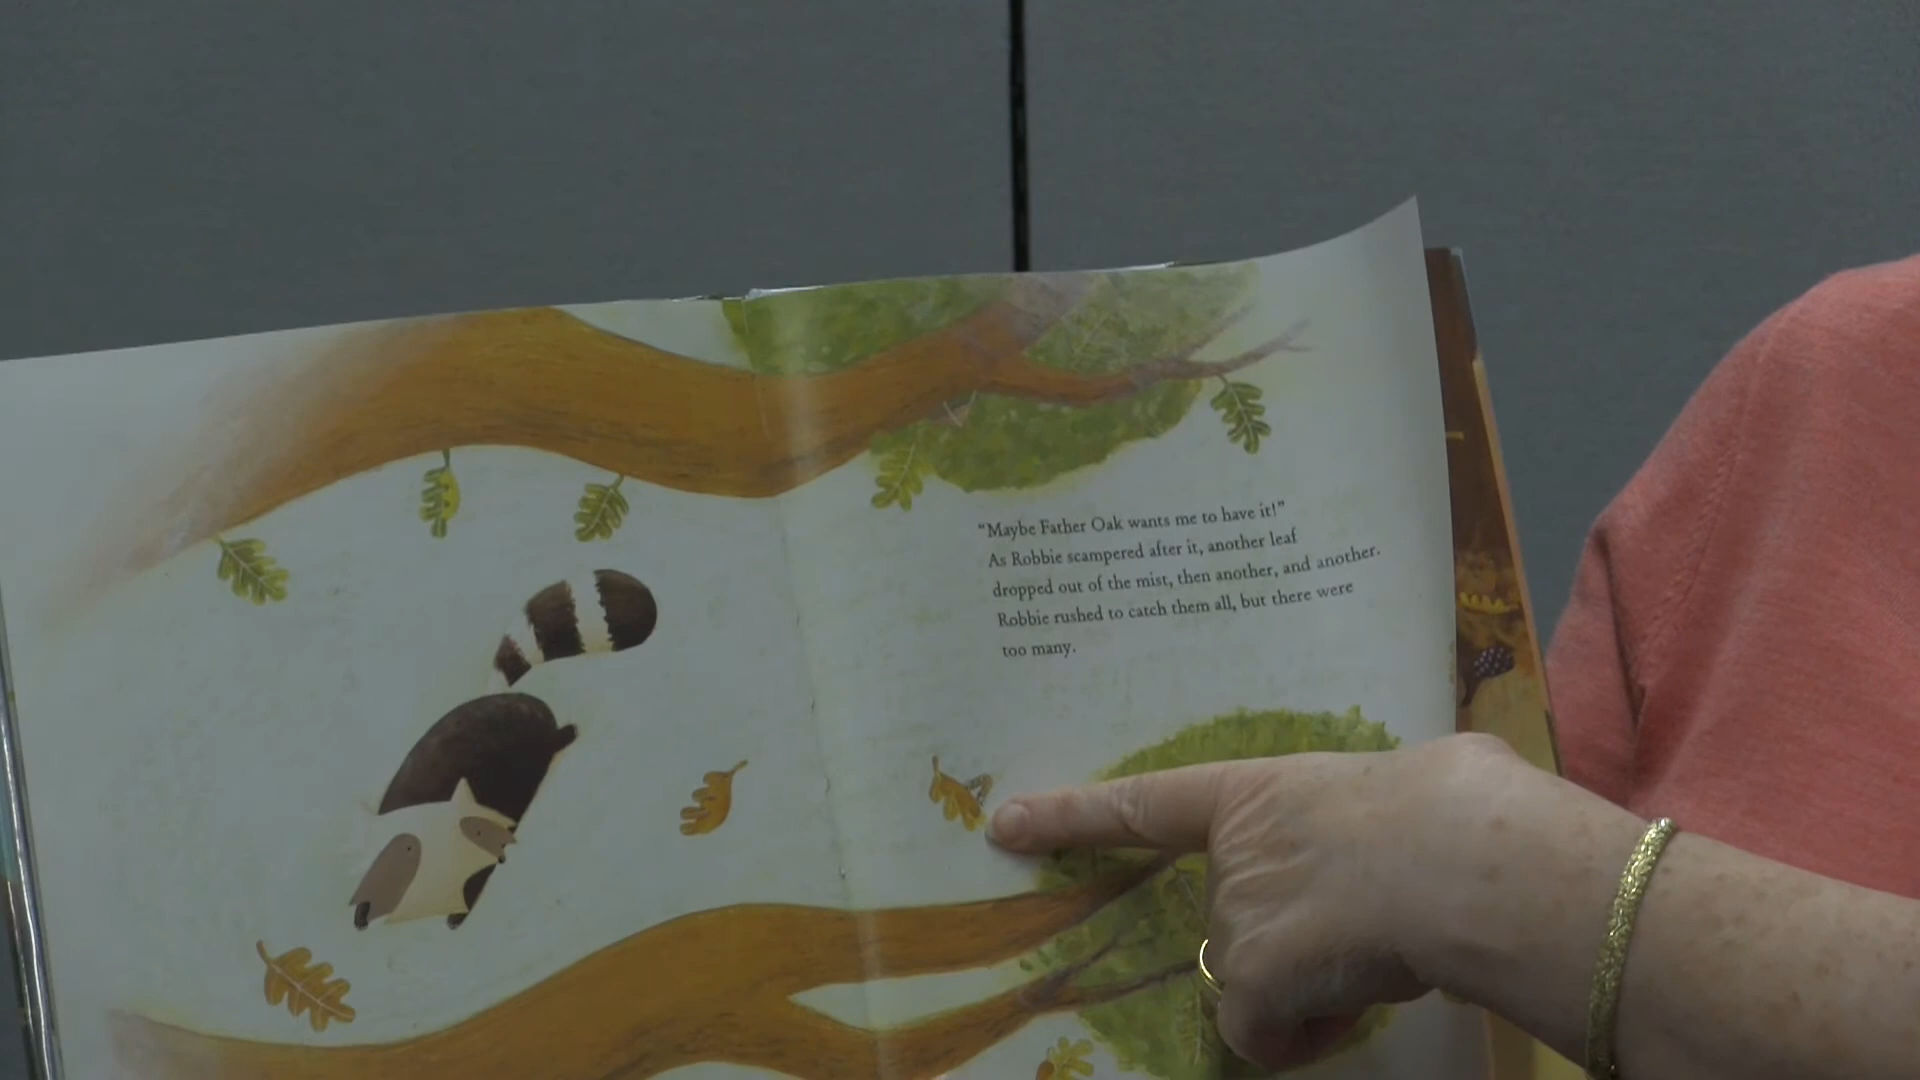 “Maybe Father Oak wants me to have it!”
As Robbie scampered after it, another leaf
dropped out of the mist, then another, and another.
Robbie rushed to catch them all, but there were
too many.